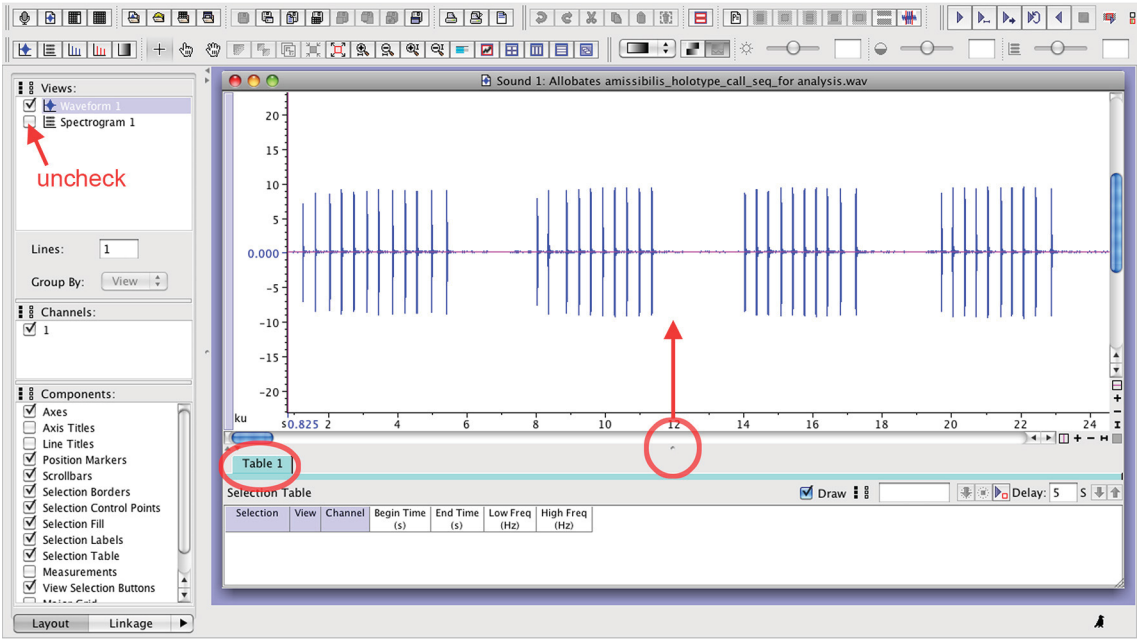 Sound 1: Allobates amissibilis_holotype_call_seq_for analysis.wav
Views:
Waveform 1
Spectrogram 1
uncheck
Lines: 1
Group By: View
Channels:
1
Components:
Axes
Axis Titles
Line Titles
Position Markers
Scrollbars
Selection Borders
Selection Control Points
Selection Fill
Selection Labels
Selection Table
Measurements
View Selection Buttons
Major Grid
Layout Linkage
20
15
10
5
0.000
-5
-10
-15
-20
ku
s 0.825 2 4 6 8 10 12 14 16 18 20 22 24
Table 1
Selection Table
Draw
Delay: 5 S
Selection View Channel Begin Time (s) End Time (s) Low Freq (Hz) High Freq (Hz)